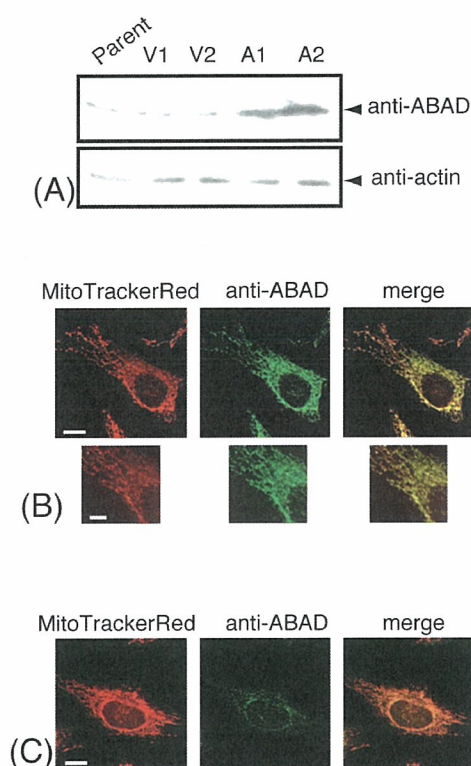 Parent V1 V2 A1 A2
anti-ABAD
anti-actin
(A)
MitoTrackerRed anti-ABAD merge
(B)
MitoTrackerRed anti-ABAD merge
(C)